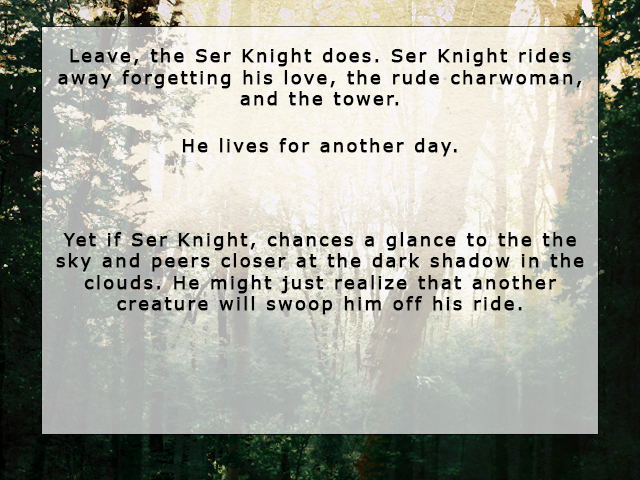 Leave, the Ser Knight does. Ser Knight rides
away forgetting his love, the rude charwoman,
and the tower.
He lives for another day.
Yet if Ser Knight, chances a glance to the the
sky and peers closer at the dark shadow in the
clouds. He might just realize that another
creature will swoop him off his ride.